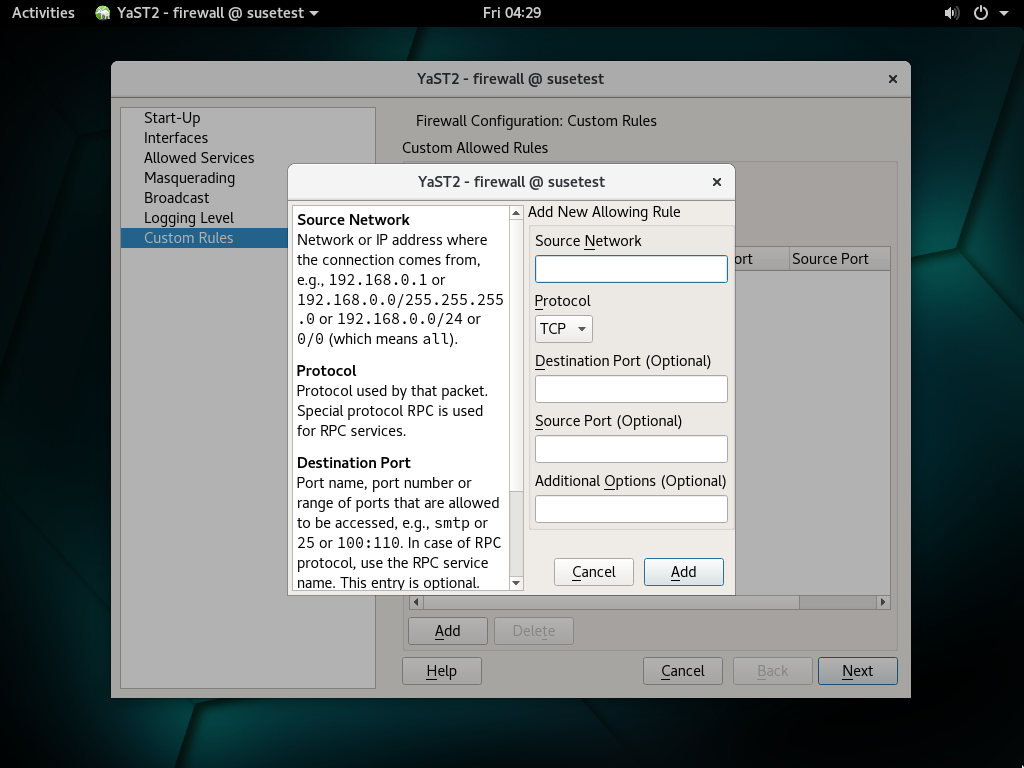 Activities YaST2 - firewall @ susetest Fri 04:29
YaST2 - firewall @ susetest
Start-Up
Interfaces
Allowed Services
Masquerading
Broadcast
Logging Level
Custom Rules
Firewall Configuration: Custom Rules
Custom Allowed Rules
ort Source Port
YaST2 - firewall @ susetest
Source Network
Network or IP address where
the connection comes from,
e.g., 192.168.0.1 or
192.168.0.0/255.255.255
.0 or 192.168.0.0/24 or
0/0 (which means all).
Protocol
Protocol used by that packet.
Special protocol RPC is used
for RPC services.
Destination Port
Port name, port number or
range of ports that are allowed
to be accessed, e.g., smtp or
25 or 100:110. In case of RPC
protocol, use the RPC service
name. This entry is optional.
Add New Allowing Rule
Source Network
Protocol
TCP
Destination Port (Optional)
Source Port (Optional)
Additional Options (Optional)
Cancel Add
Add Delete
Help Cancel Back Next